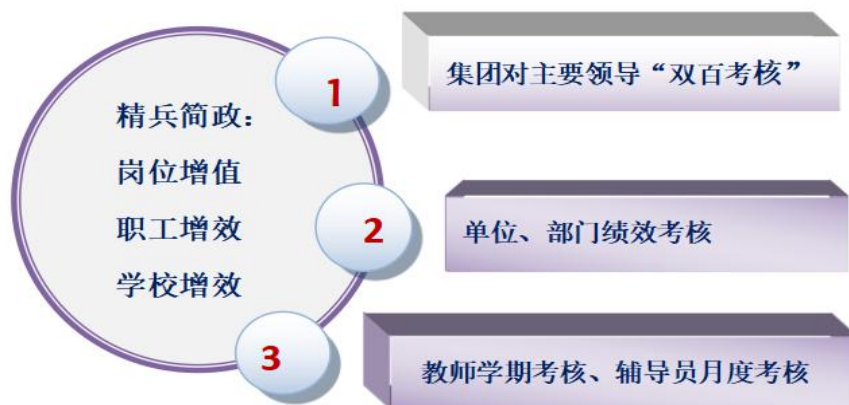 精兵简政：
岗位增值
职工增效
学校增效
1
集团对主要领导“双百考核”
2
单位、部门绩效考核
3
教师学期考核、辅导员月度考核